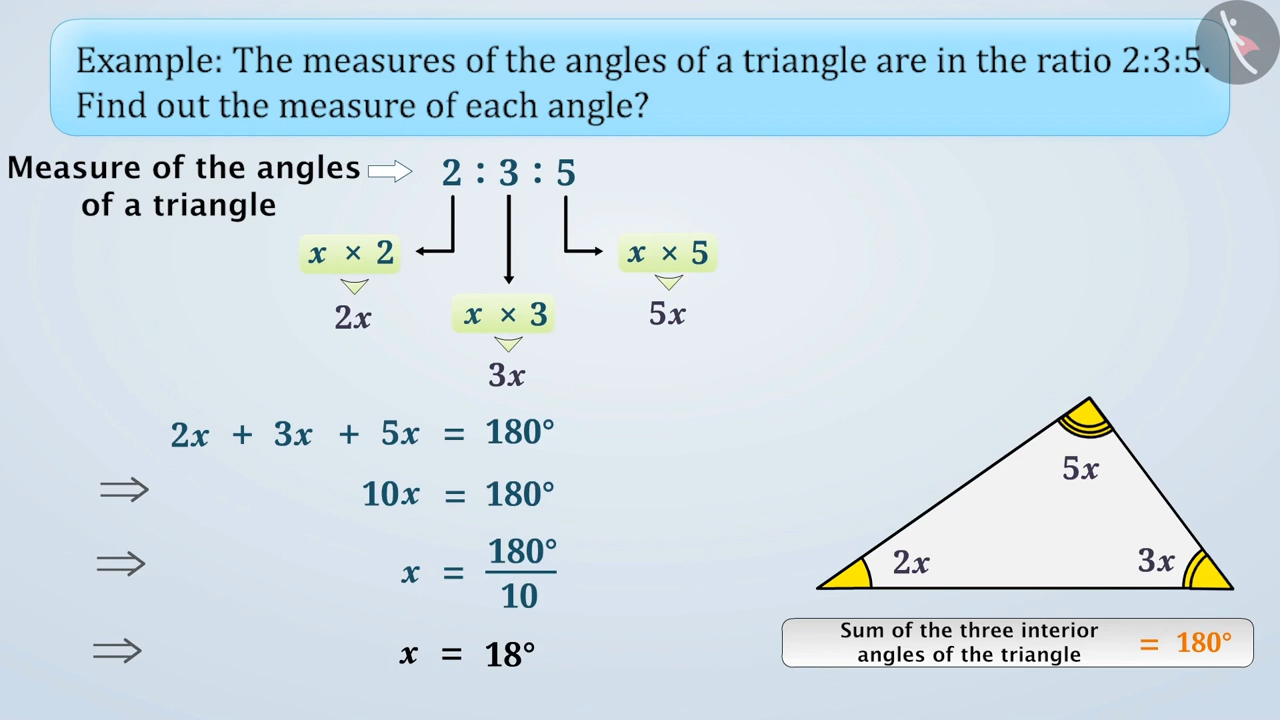 Example: The measures of the angles of a triangle are in the ratio 2:3:5.
Find out the measure of each angle?
Measure of the angles
of a triangle
⇨ 2 : 3 : 5
x × 2
2x
x × 3
3x
x × 5
5x
2x + 3x + 5x = 180°
⇒ 10x = 180°
⇒ x = 180°
10
⇒ x = 18°
5x
2x
3x
Sum of the three interior
angles of the triangle
= 180°